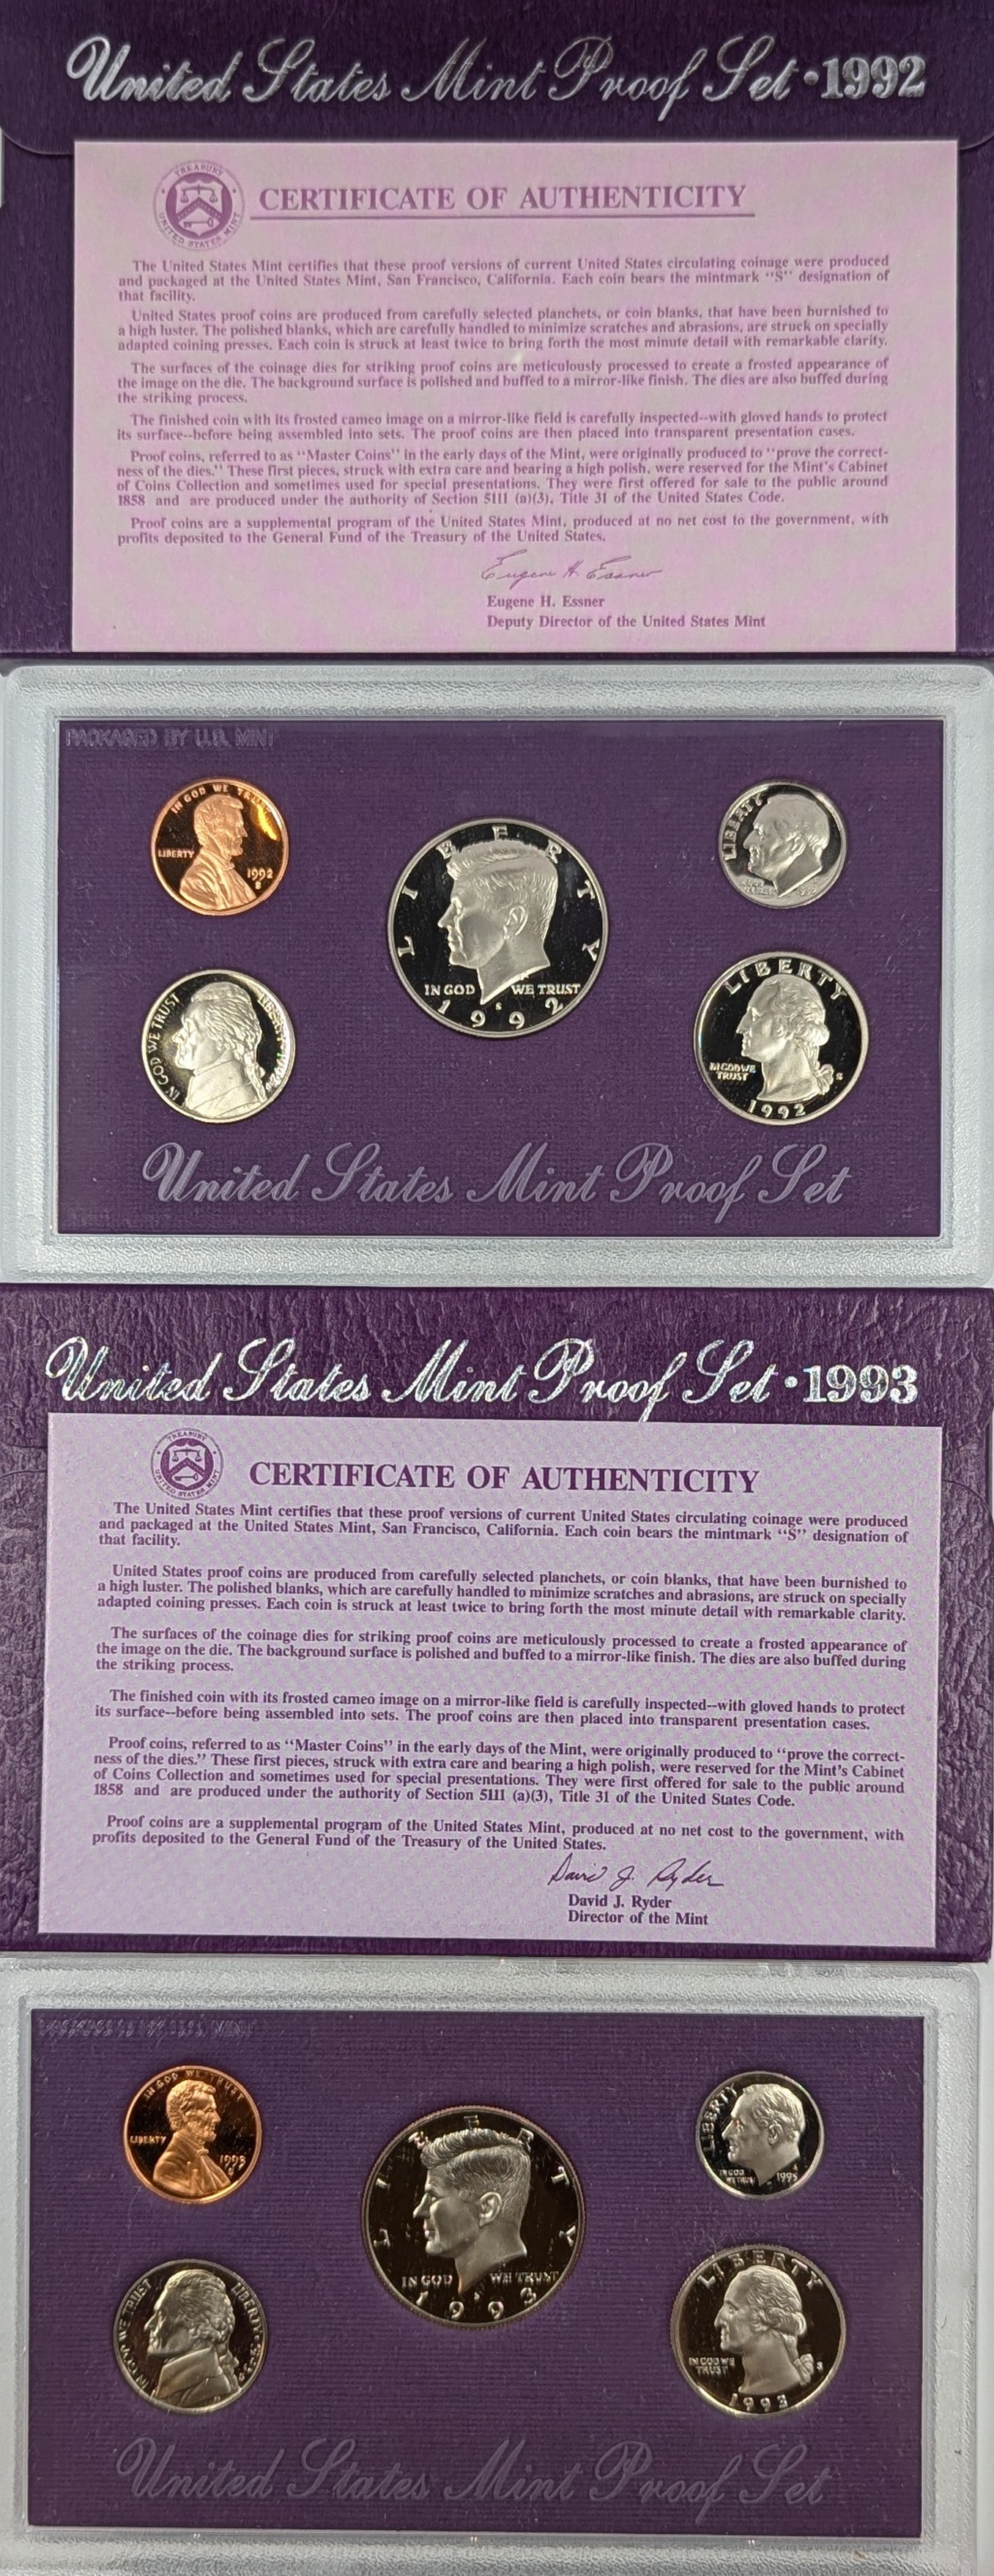 United States Mint Proof Set • 1992
TREASURY
UNITED STATES MINT
CERTIFICATE OF AUTHENTICITY
The United States Mint certifies that these proof versions of current United States circulating coinage were produced
and packaged at the United States Mint, San Francisco, California. Each coin bears the mintmark “S” designation of
that facility.
United States proof coins are produced from carefully selected planchets, or coin blanks, that have been burnished to
a high luster. The polished blanks, which are carefully handled to minimize scratches and abrasions, are struck on specially
adapted coining presses. Each coin is struck at least twice to bring forth the most minute detail with remarkable clarity.
The surfaces of the coinage dies for striking proof coins are meticulously processed to create a frosted appearance of
the image on the die. The background surface is polished and buffed to a mirror-like finish. The dies are also buffed during
the striking process.
The finished coin with its frosted cameo image on a mirror-like field is carefully inspected--with gloved hands to protect
its surface--before being assembled into sets. The proof coins are then placed into transparent presentation cases.
Proof coins, referred to as “Master Coins” in the early days of the Mint, were originally produced to “prove the correct-
ness of the dies.” These first pieces, struck with extra care and bearing a high polish, were reserved for the Mint's Cabinet
of Coins Collection and sometimes used for special presentations. They were first offered for sale to the public around
1858 and are produced under the authority of Section 5111 (a)(3), Title 31 of the United States Code.
Proof coins are a supplemental program of the United States Mint, produced at no net cost to the government, with
profits deposited to the General Fund of the Treasury of the United States.
Eugene H. Essner
Eugene H. Essner
Deputy Director of the United States Mint
PACKAGED BY U.S. MINT
IN GOD WE TRUST
LIBERTY
1992
S
LIBERTY
IN GOD WE TRUST
S
1992
LIBERTY
IN GOD WE TRUST
LIBERTY
LIBERTY
IN GOD WE
TRUST
S
1992
United States Mint Proof Set
United States Mint Proof Set • 1993
TREASURY
UNITED STATES MINT
CERTIFICATE OF AUTHENTICITY
The United States Mint certifies that these proof versions of current United States circulating coinage were produced
and packaged at the United States Mint, San Francisco, California. Each coin bears the mintmark “S” designation of
that facility.
United States proof coins are produced from carefully selected planchets, or coin blanks, that have been burnished to
a high luster. The polished blanks, which are carefully handled to minimize scratches and abrasions, are struck on specially
adapted coining presses. Each coin is struck at least twice to bring forth the most minute detail with remarkable clarity.
The surfaces of the coinage dies for striking proof coins are meticulously processed to create a frosted appearance of
the image on the die. The background surface is polished and buffed to a mirror-like finish. The dies are also buffed during
the striking process.
The finished coin with its frosted cameo image on a mirror-like field is carefully inspected--with gloved hands to protect
its surface--before being assembled into sets. The proof coins are then placed into transparent presentation cases.
Proof coins, referred to as “Master Coins” in the early days of the Mint, were originally produced to “prove the correct-
ness of the dies.” These first pieces, struck with extra care and bearing a high polish, were reserved for the Mint's Cabinet
of Coins Collection and sometimes used for special presentations. They were first offered for sale to the public around
1858 and are produced under the authority of Section 5111 (a)(3), Title 31 of the United States Code.
Proof coins are a supplemental program of the United States Mint, produced at no net cost to the government, with
profits deposited to the General Fund of the Treasury of the United States.
David J. Ryder
David J. Ryder
Director of the Mint
IN GOD WE TRUST
LIBERTY
1993
S
LIBERTY
IN GOD WE TRUST
1993
LIBERTY
IN GOD
WE TRUST
1993
IN GOD WE TRUST
LIBERTY
LIBERTY
IN GOD WE
TRUST
S
1993
United States Mint Proof Set